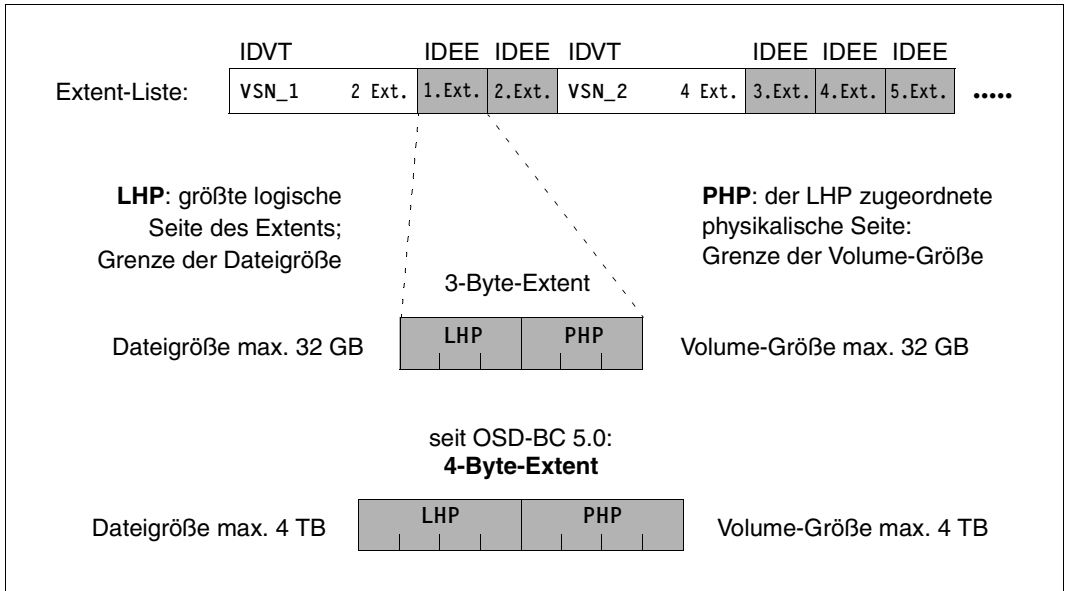 IDVT IDEE IDEE IDVT IDEE IDEE IDEE
Extent-Liste: VSN_1 2 Ext. 1.Ext. 2.Ext. VSN_2 4 Ext. 3.Ext. 4.Ext. 5.Ext. .....
LHP: größte logische
Seite des Extents;
Grenze der Dateigröße
PHP: der LHP zugeordnete
physikalische Seite:
Grenze der Volume-Größe
3-Byte-Extent
Dateigröße max. 32 GB LHP PHP Volume-Größe max. 32 GB
seit OSD-BC 5.0:
4-Byte-Extent
Dateigröße max. 4 TB LHP PHP Volume-Größe max. 4 TB